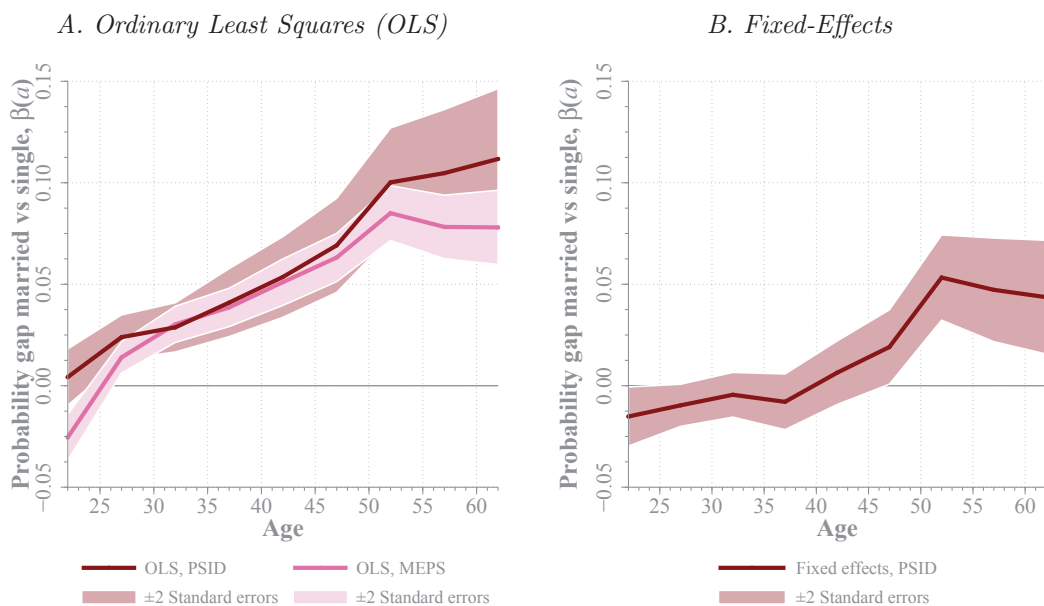 A. Ordinary Least Squares (OLS)
Probability gap married vs single, β(a)
0.15
0.10
0.05
0.00
−0.05
25 30 35 40 45 50 55 60
Age
OLS, PSID OLS, MEPS
±2 Standard errors ±2 Standard errors
B. Fixed-Effects
Probability gap married vs single, β(a)
0.15
0.10
0.05
0.00
−0.05
25 30 35 40 45 50 55 60
Age
Fixed effects, PSID
±2 Standard errors